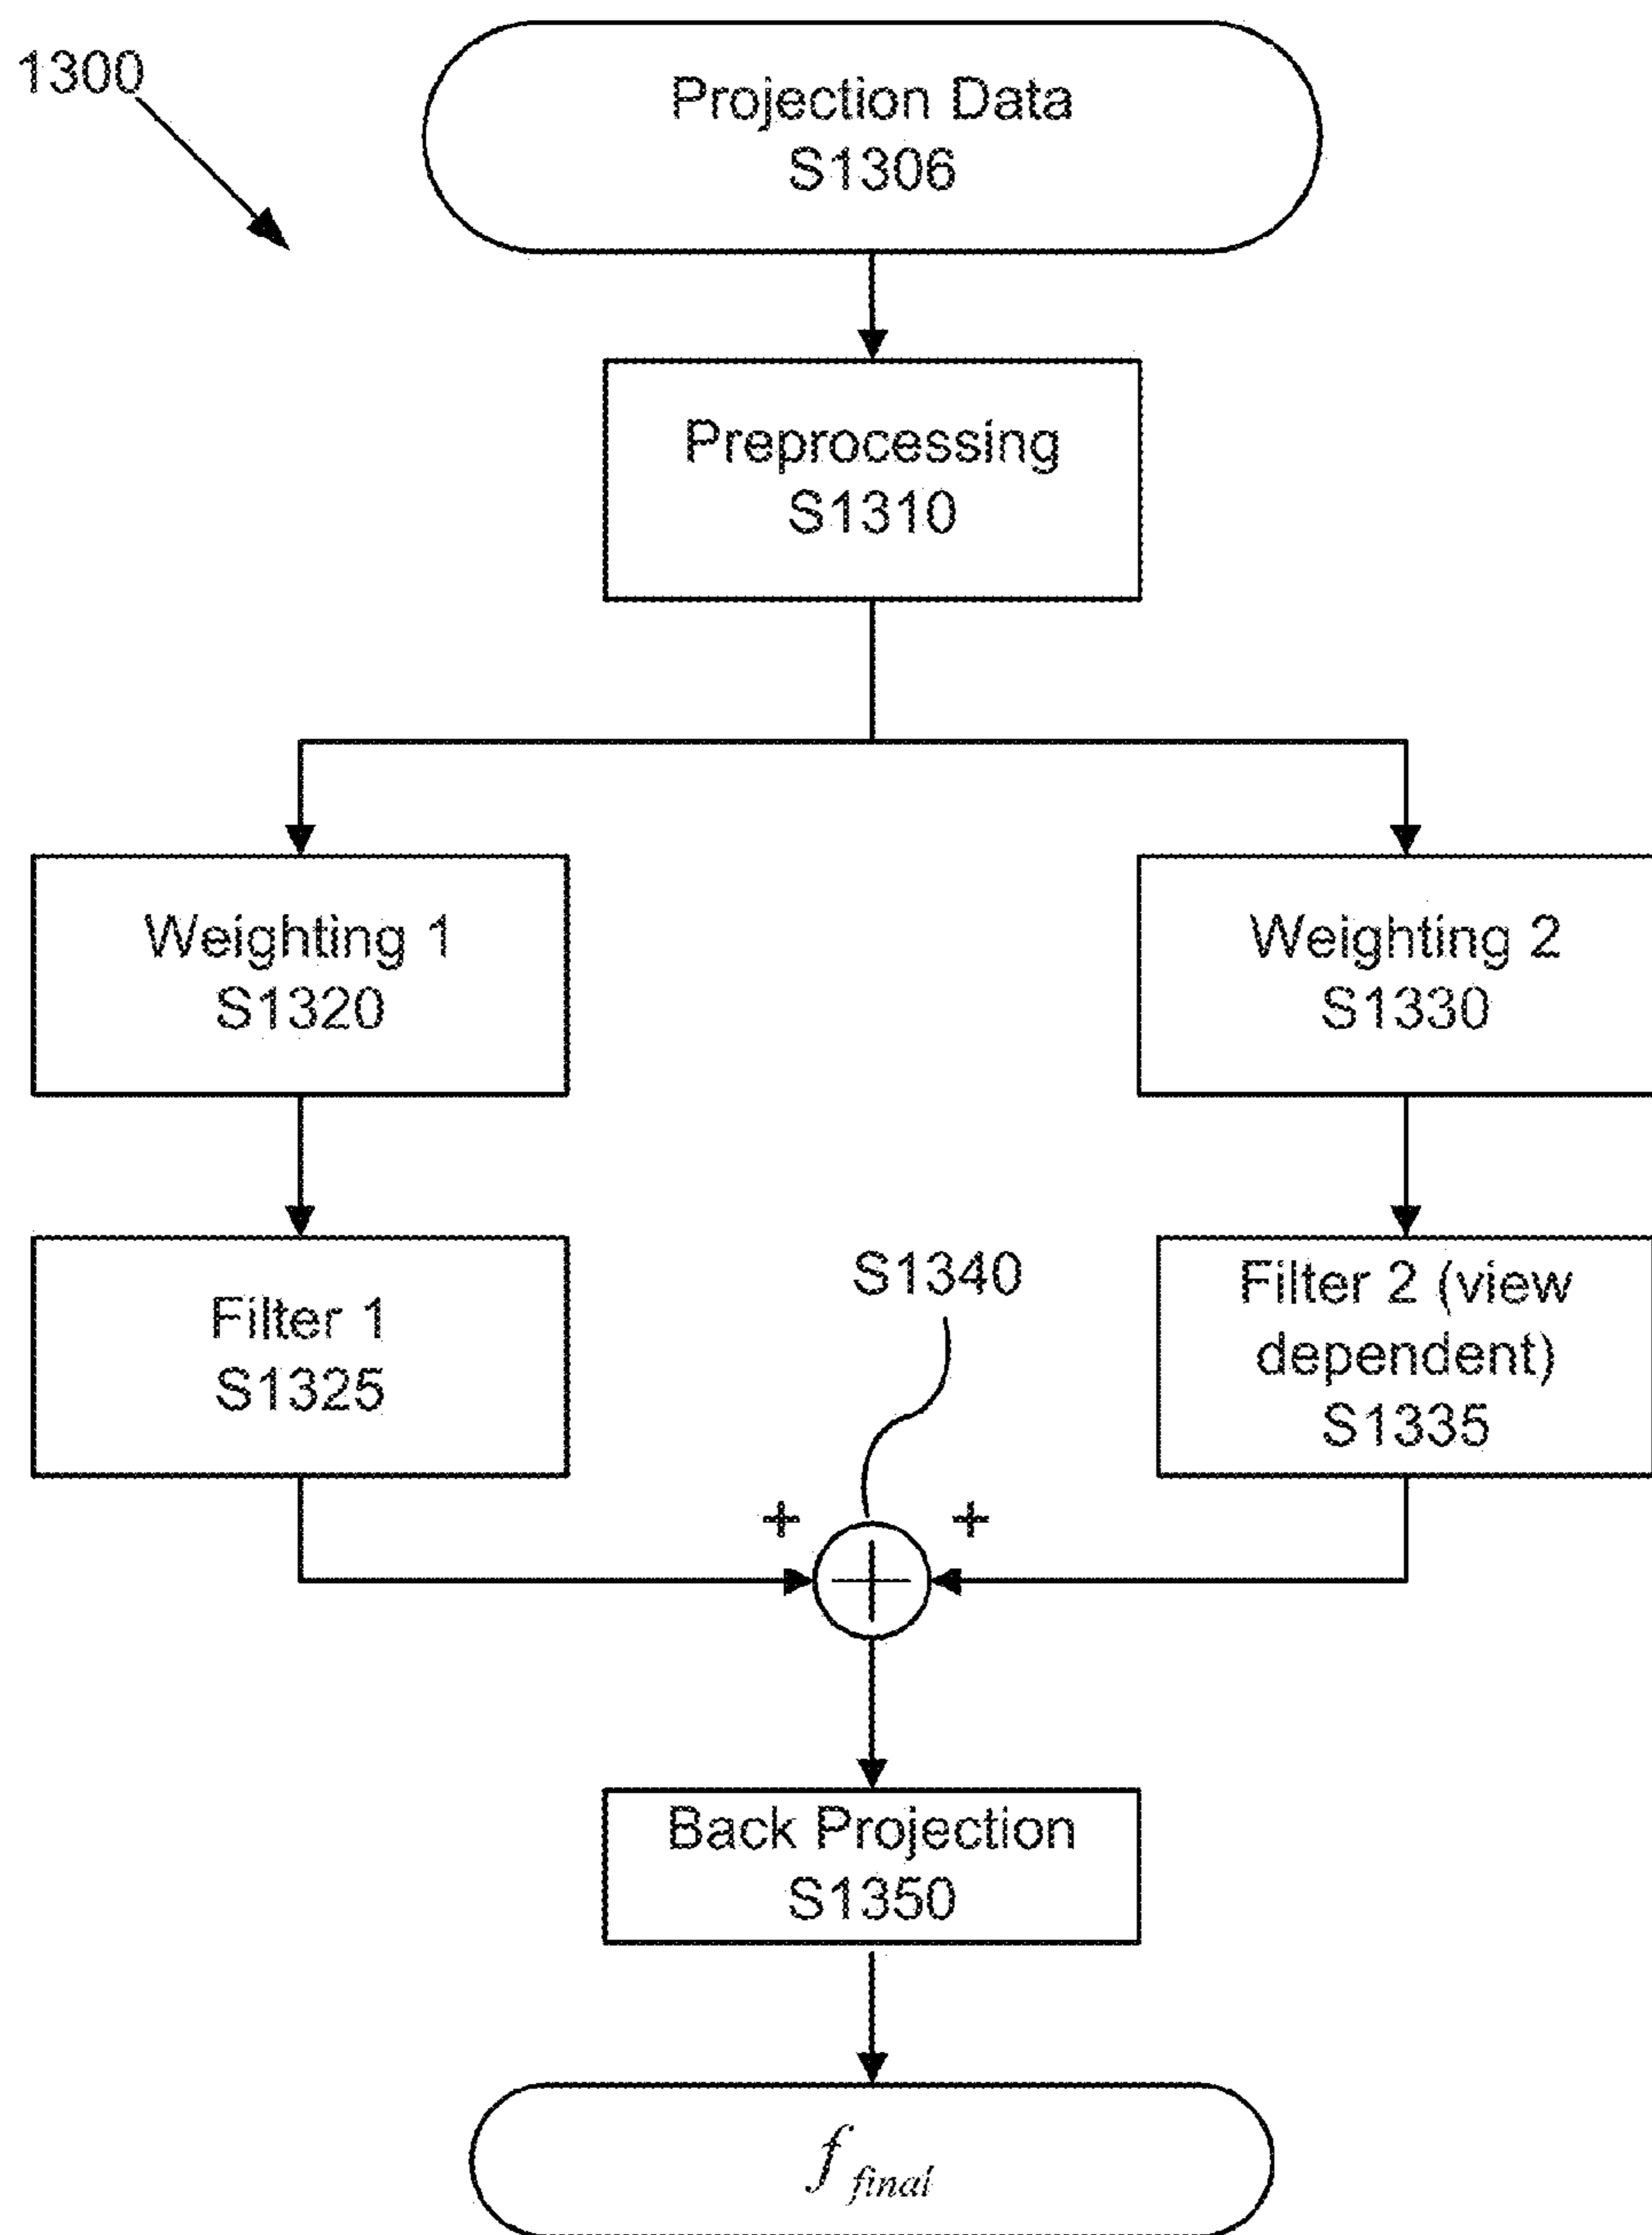 1300
Projection Data
S1306
Preprocessing
S1310
Weighting 1
S1320
Weighting 2
S1330
Filter 1
S1325
S1340
Filter 2 (view
dependent)
S1335
+ +
Back Projection
S1350
f final